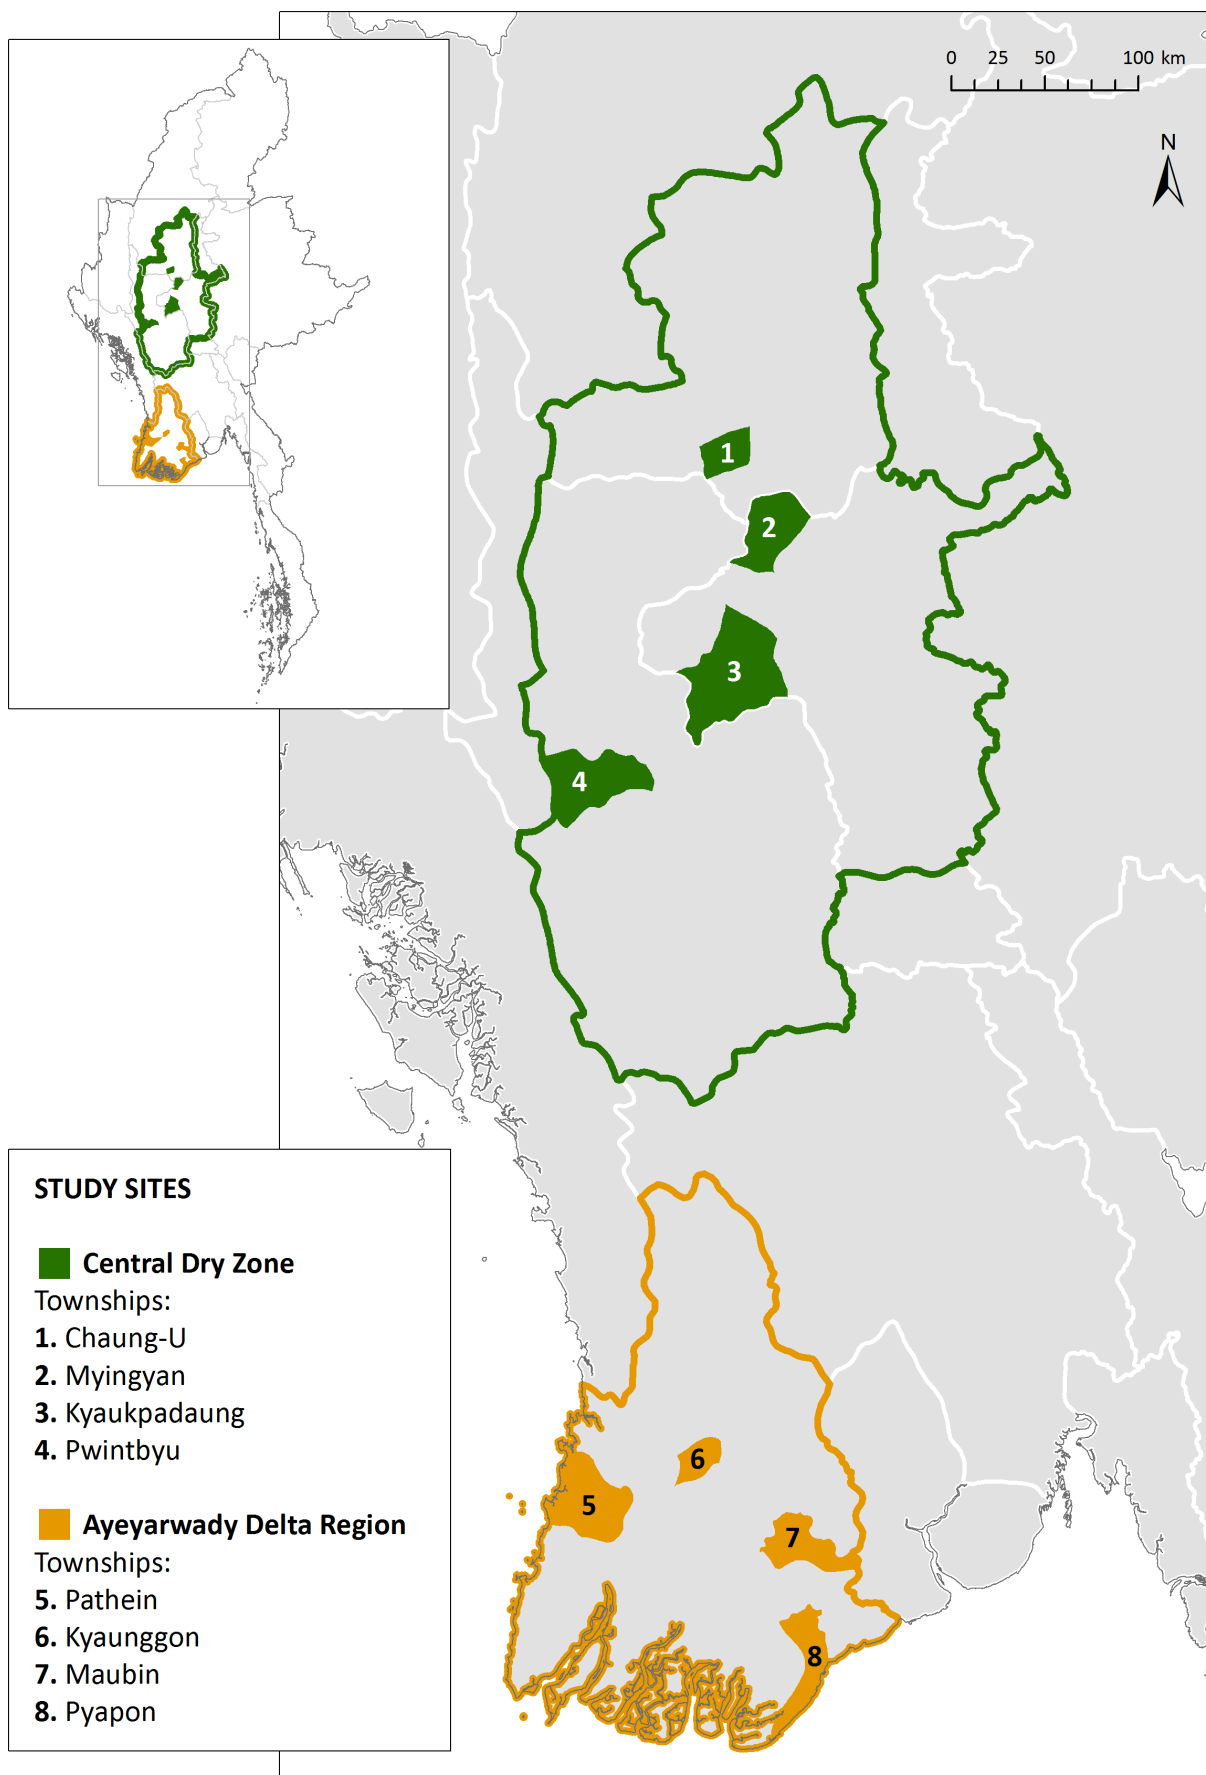 0 25 50 100 km
N
1
2
3
4
5
6
7
8
STUDY SITES
Central Dry Zone
Townships:
1. Chaung-U
2. Myingyan
3. Kyaukpadaung
4. Pwintbyu
Ayeyarwady Delta Region
Townships:
5. Pathein
6. Kyaunggon
7. Maubin
8. Pyapon